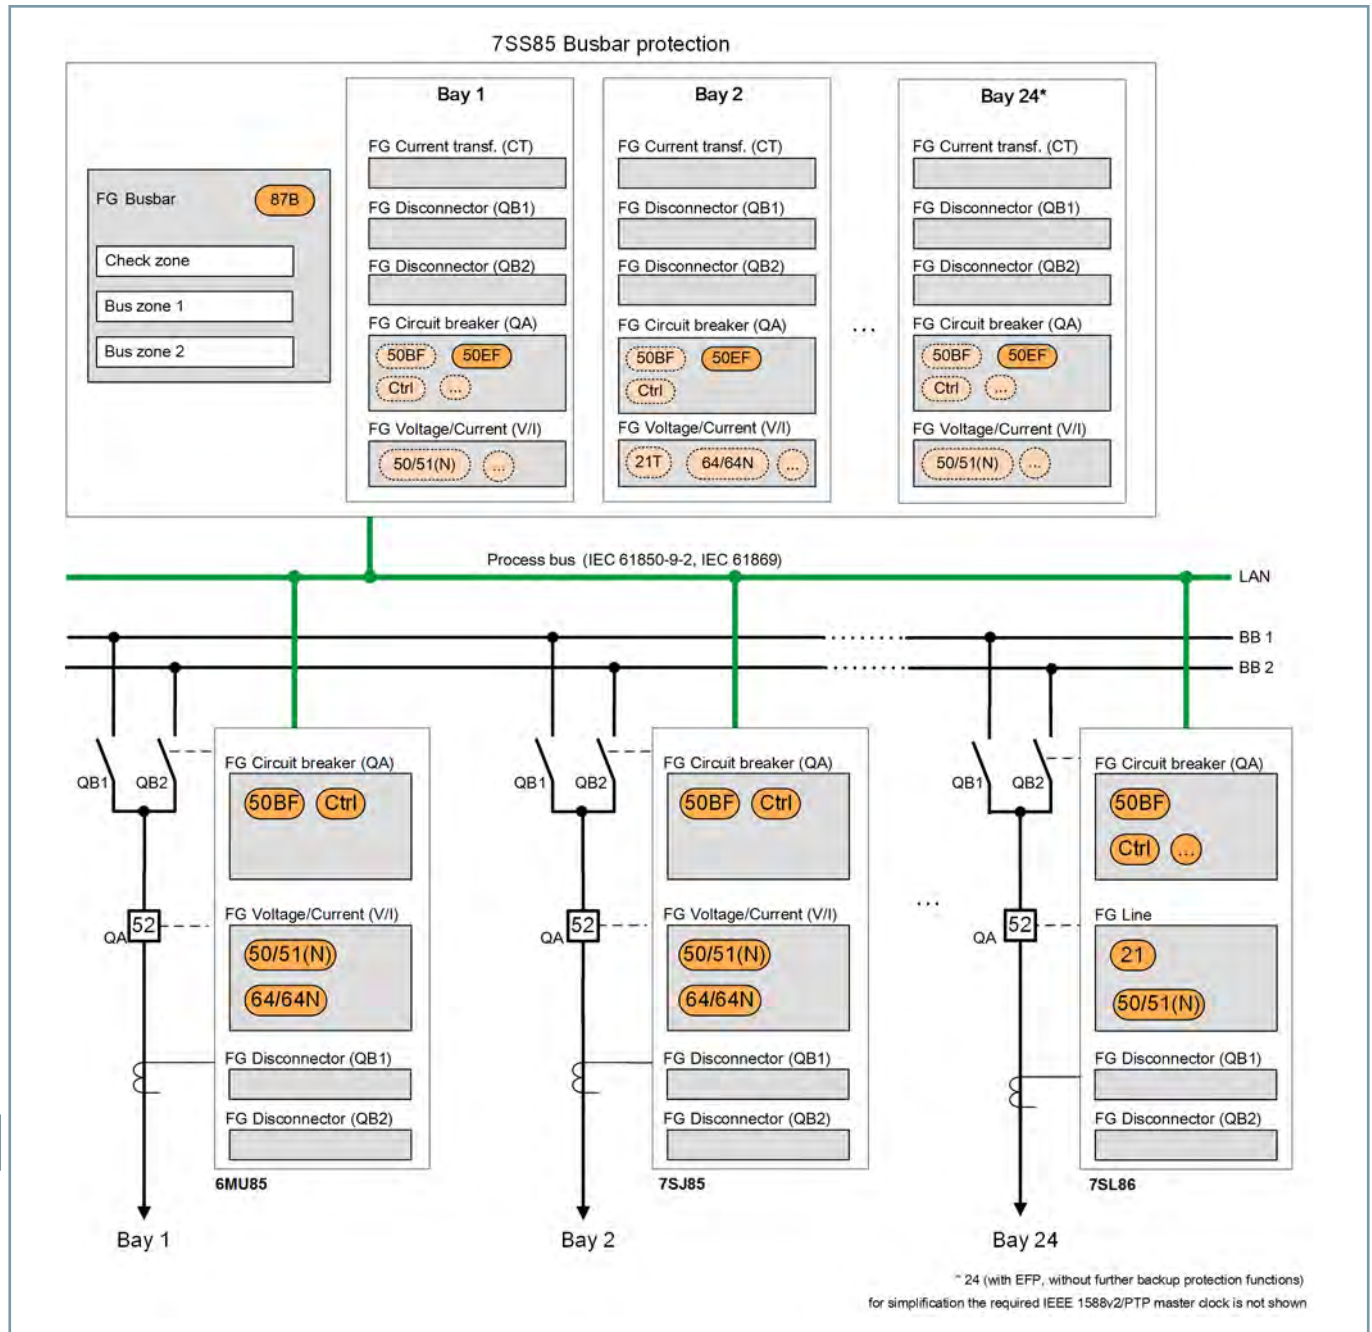 7SS85 Busbar protection
FG Busbar
87B
Check zone
Bus zone 1
Bus zone 2
Bay 1
FG Current transf. (CT)
FG Disconnector (QB1)
FG Disconnector (QB2)
FG Circuit breaker (QA)
50BF 50EF
Ctrl ...
FG Voltage/Current (V/I)
50/51(N) ...
Bay 2
FG Current transf. (CT)
FG Disconnector (QB1)
FG Disconnector (QB2)
FG Circuit breaker (QA)
50BF 50EF
Ctrl
FG Voltage/Current (V/I)
21T 64/64N ...
...
Bay 24*
FG Current transf. (CT)
FG Disconnector (QB1)
FG Disconnector (QB2)
FG Circuit breaker (QA)
50BF 50EF
Ctrl ...
FG Voltage/Current (V/I)
50/51(N) ...
Process bus (IEC 61850-9-2, IEC 61869)
LAN
BB 1
BB 2
QB1 QB2
52
QA
FG Circuit breaker (QA)
50BF Ctrl
FG Voltage/Current (V/I)
50/51(N)
64/64N
FG Disconnector (QB1)
FG Disconnector (QB2)
6MU85
Bay 1
QB1 QB2
52
QA
FG Circuit breaker (QA)
50BF Ctrl
FG Voltage/Current (V/I)
50/51(N)
64/64N
FG Disconnector (QB1)
FG Disconnector (QB2)
7SJ85
Bay 2
...
QB1 QB2
52
QA
FG Circuit breaker (QA)
50BF
Ctrl ...
FG Line
21
50/51(N)
FG Disconnector (QB1)
FG Disconnector (QB2)
7SL86
Bay 24
* 24 (with EFP, without further backup protection functions)
for simplification the required IEEE 1588v2/PTP master clock is not shown